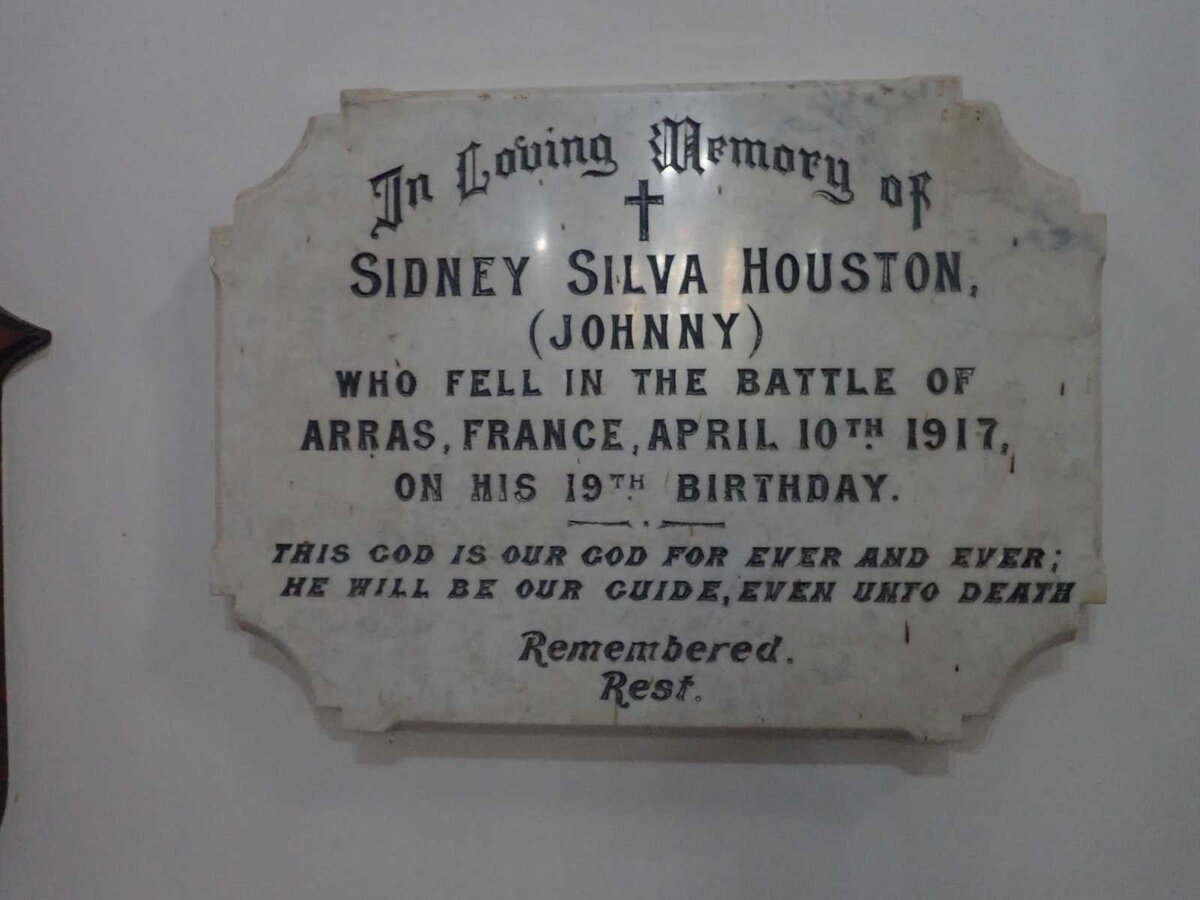 In Loving Memory of
SIDNEY SILVA HOUSTON,
(JOHNNY)
WHO FELL IN THE BATTLE OF
ARRAS, FRANCE, APRIL 10TH 1917,
ON HIS 19TH BIRTHDAY.
THIS GOD IS OUR GOD FOR EVER AND EVER;
HE WILL BE OUR GUIDE, EVEN UNTO DEATH
Remembered.
Rest.